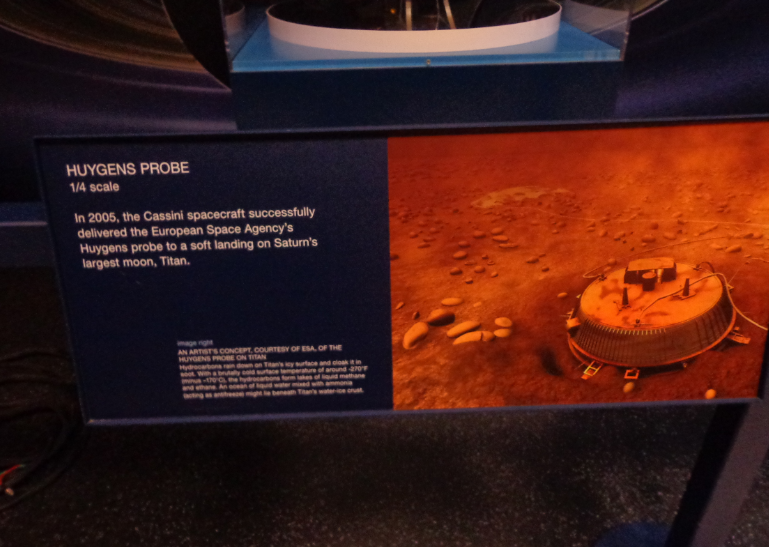 HUYGENS PROBE
1/4 scale
In 2005, the Cassini spacecraft successfully
delivered the European Space Agency's
Huygens probe to a soft landing on Saturn's
largest moon, Titan.
image right
AN ARTIST'S CONCEPT, COURTESY OF ESA, OF THE
HUYGENS PROBE ON TITAN
Hydrocarbons rain down on Titan's icy surface and cloak it in
soot. With a brutally cold surface temperature of around -270°F
(minus -170°C), the hydrocarbons form lakes of liquid methane
and ethane. An ocean of liquid water mixed with ammonia
(acting as antifreeze) might lie beneath Titan's water-ice crust.